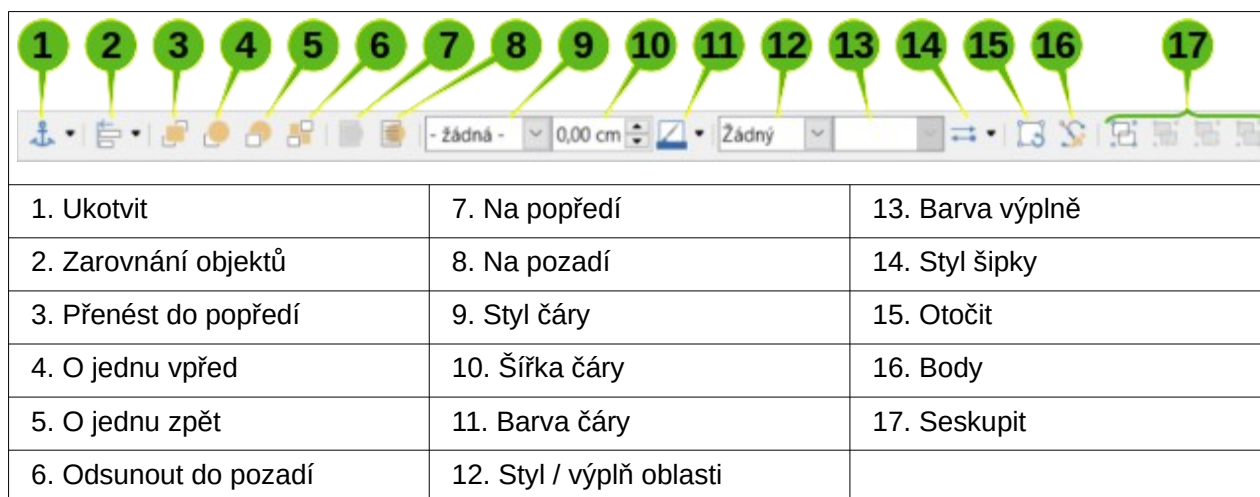 1 2 3 4 5 6 7 8 9 10 11 12 13 14 15 16 17
- žádná - 0,00 cm Žádný
1. Ukotvit 7. Na popředí 13. Barva výplně
2. Zarovnání objektů 8. Na pozadí 14. Styl šipky
3. Přenést do popředí 9. Styl čáry 15. Otočit
4. O jednu vpřed 10. Šířka čáry 16. Body
5. O jednu zpět 11. Barva čáry 17. Seskupit
6. Odsunout do pozadí 12. Styl / výplň oblasti